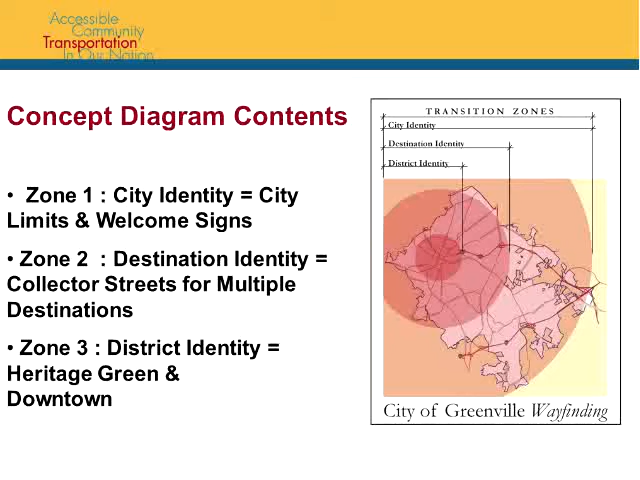 Accessible
Community
Transportation
In Our Nation
Concept Diagram Contents
• Zone 1 : City Identity = City
Limits & Welcome Signs
• Zone 2 : Destination Identity =
Collector Streets for Multiple
Destinations
• Zone 3 : District Identity =
Heritage Green &
Downtown
TRANSITION ZONES
City Identity
Destination Identity
District Identity
City of Greenville Wayfinding